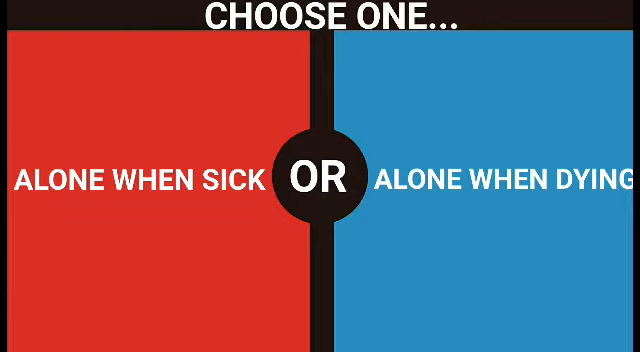 CHOOSE ONE...
ALONE WHEN SICK
OR
ALONE WHEN DYING